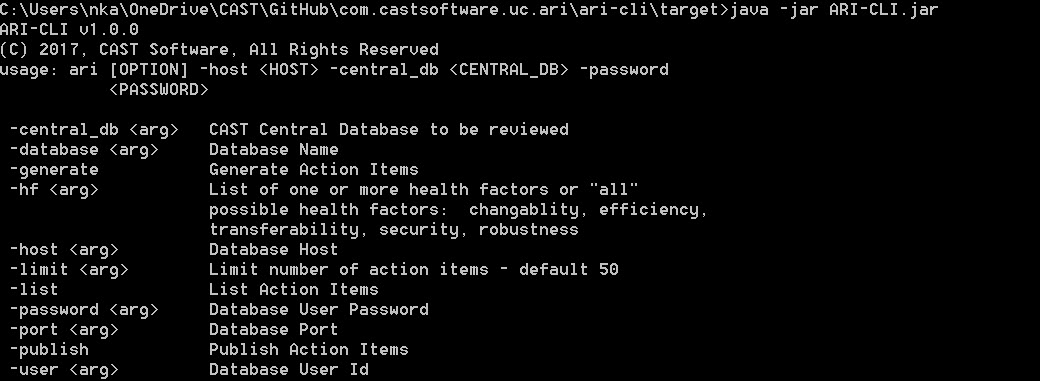 C:\Users\nka\OneDrive\CAST\GitHub\com.castsoftware.uc.ari\ari-cli\target>java -jar ARI-CLI.jar
ARI-CLI v1.0.0
(C) 2017, CAST Software, All Rights Reserved
usage: ari [OPTION] -host <HOST> -central_db <CENTRAL_DB> -password
<PASSWORD>
-central_db <arg>   CAST Central Database to be reviewed
-database <arg>     Database Name
-generate           Generate Action Items
-hf <arg>           List of one or more health factors or "all"
possible health factors:  changablity, efficiency,
transferability, security, robustness
-host <arg>         Database Host
-limit <arg>        Limit number of action items - default 50
-list               List Action Items
-password <arg>     Database User Password
-port <arg>         Database Port
-publish            Publish Action Items
-user <arg>         Database User Id